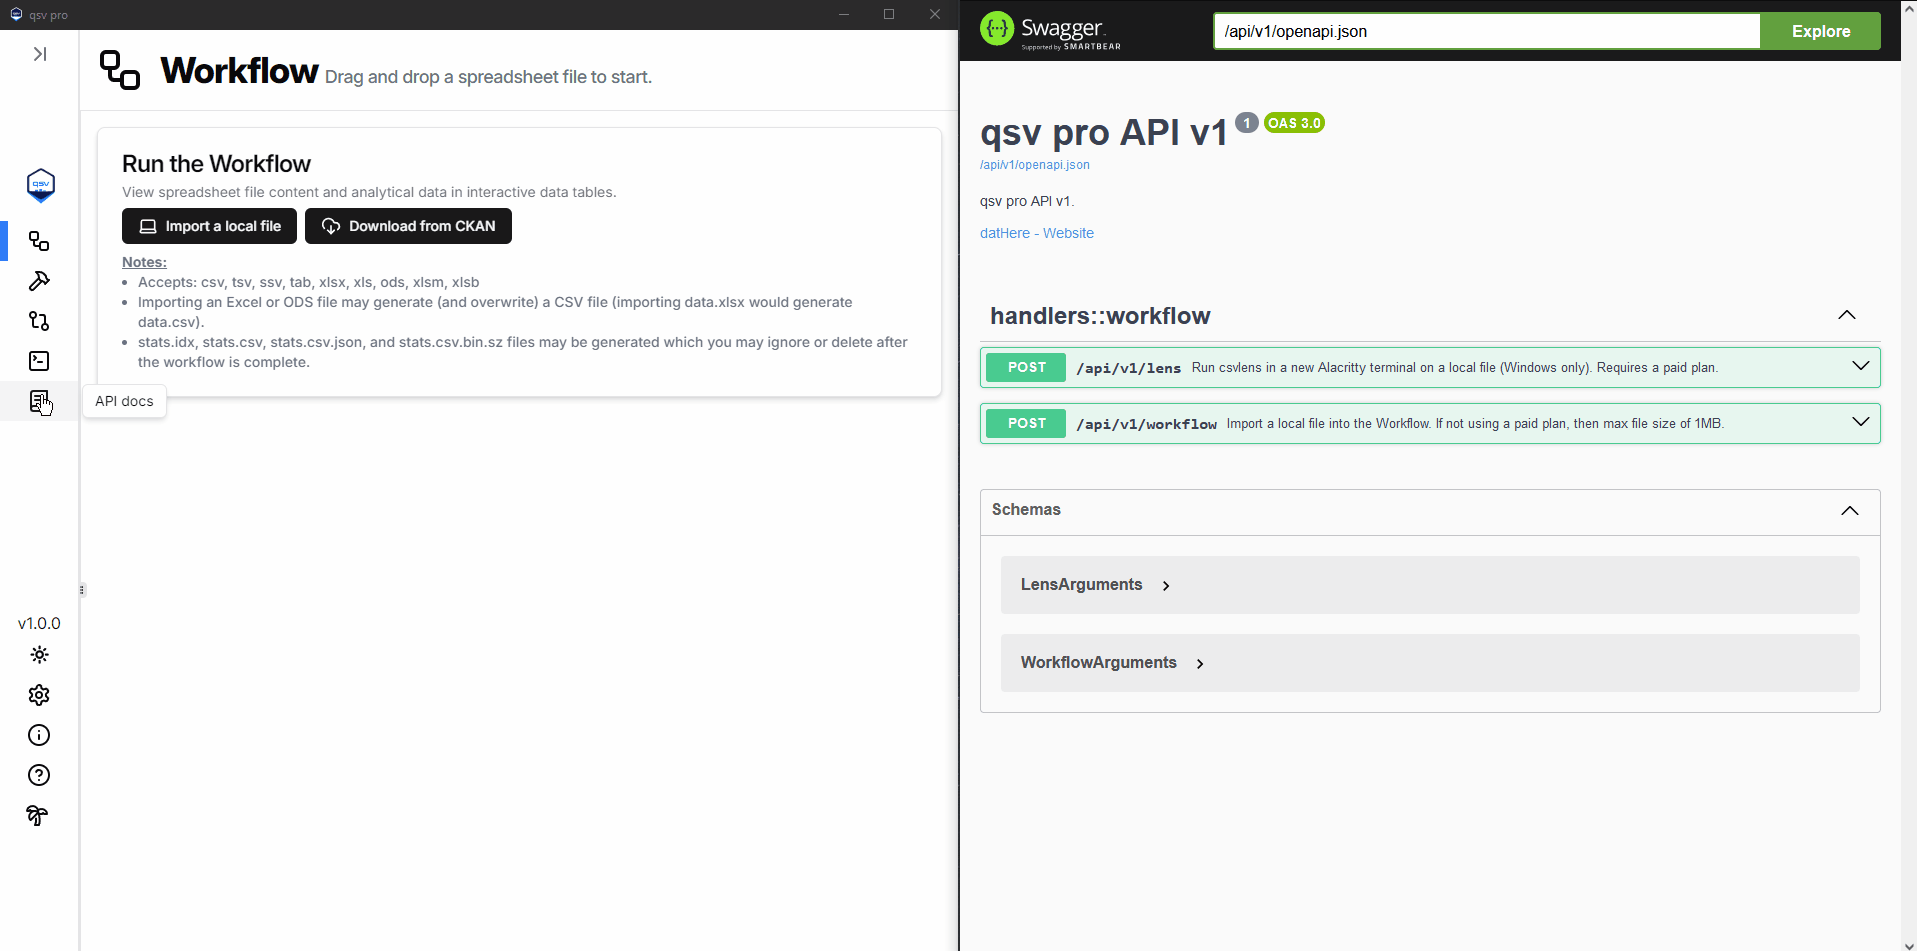 qsv pro
Workflow Drag and drop a spreadsheet file to start.
Run the Workflow
View spreadsheet file content and analytical data in interactive data tables.
Import a local file
Download from CKAN
Notes:
Accepts: csv, tsv, ssv, tab, xlsx, xls, ods, xlsm, xlsb
Importing an Excel or ODS file may generate (and overwrite) a CSV file (importing data.xlsx would generate
data.csv).
stats.idx, stats.csv, stats.csv.json, and stats.csv.bin.sz files may be generated which you may ignore or delete after
the workflow is complete.
qsv
API docs
v1.0.0
Swagger
Supported by SMARTBEAR
/api/v1/openapi.json
Explore
qsv pro API v1 1 OAS 3.0
/api/v1/openapi.json
qsv pro API v1.
datHere - Website
handlers::workflow
POST /api/v1/lens Run csvlens in a new Alacritty terminal on a local file (Windows only). Requires a paid plan.
POST /api/v1/workflow Import a local file into the Workflow. If not using a paid plan, then max file size of 1MB.
Schemas
LensArguments
WorkflowArguments